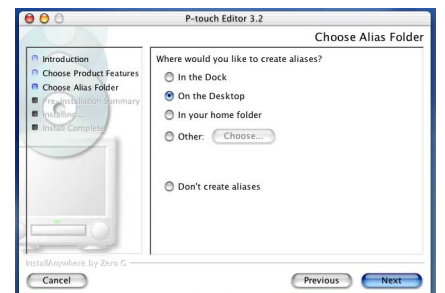 P-touch Editor 3.2
Choose Alias Folder
Introduction
Choose Product Features
Choose Alias Folder
Pre-Installation Summary
Installing...
Install Complete
Where would you like to create aliases?
In the Dock
On the Desktop
In your home folder
Other: Choose...
Don't create aliases
InstallAnywhere by Zero G
Cancel
Previous
Next